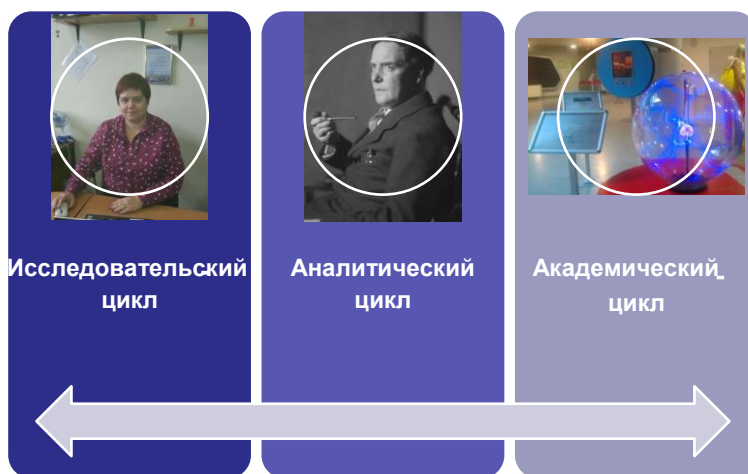 Исследовательский
цикл
Аналитический
цикл
Академический
цикл